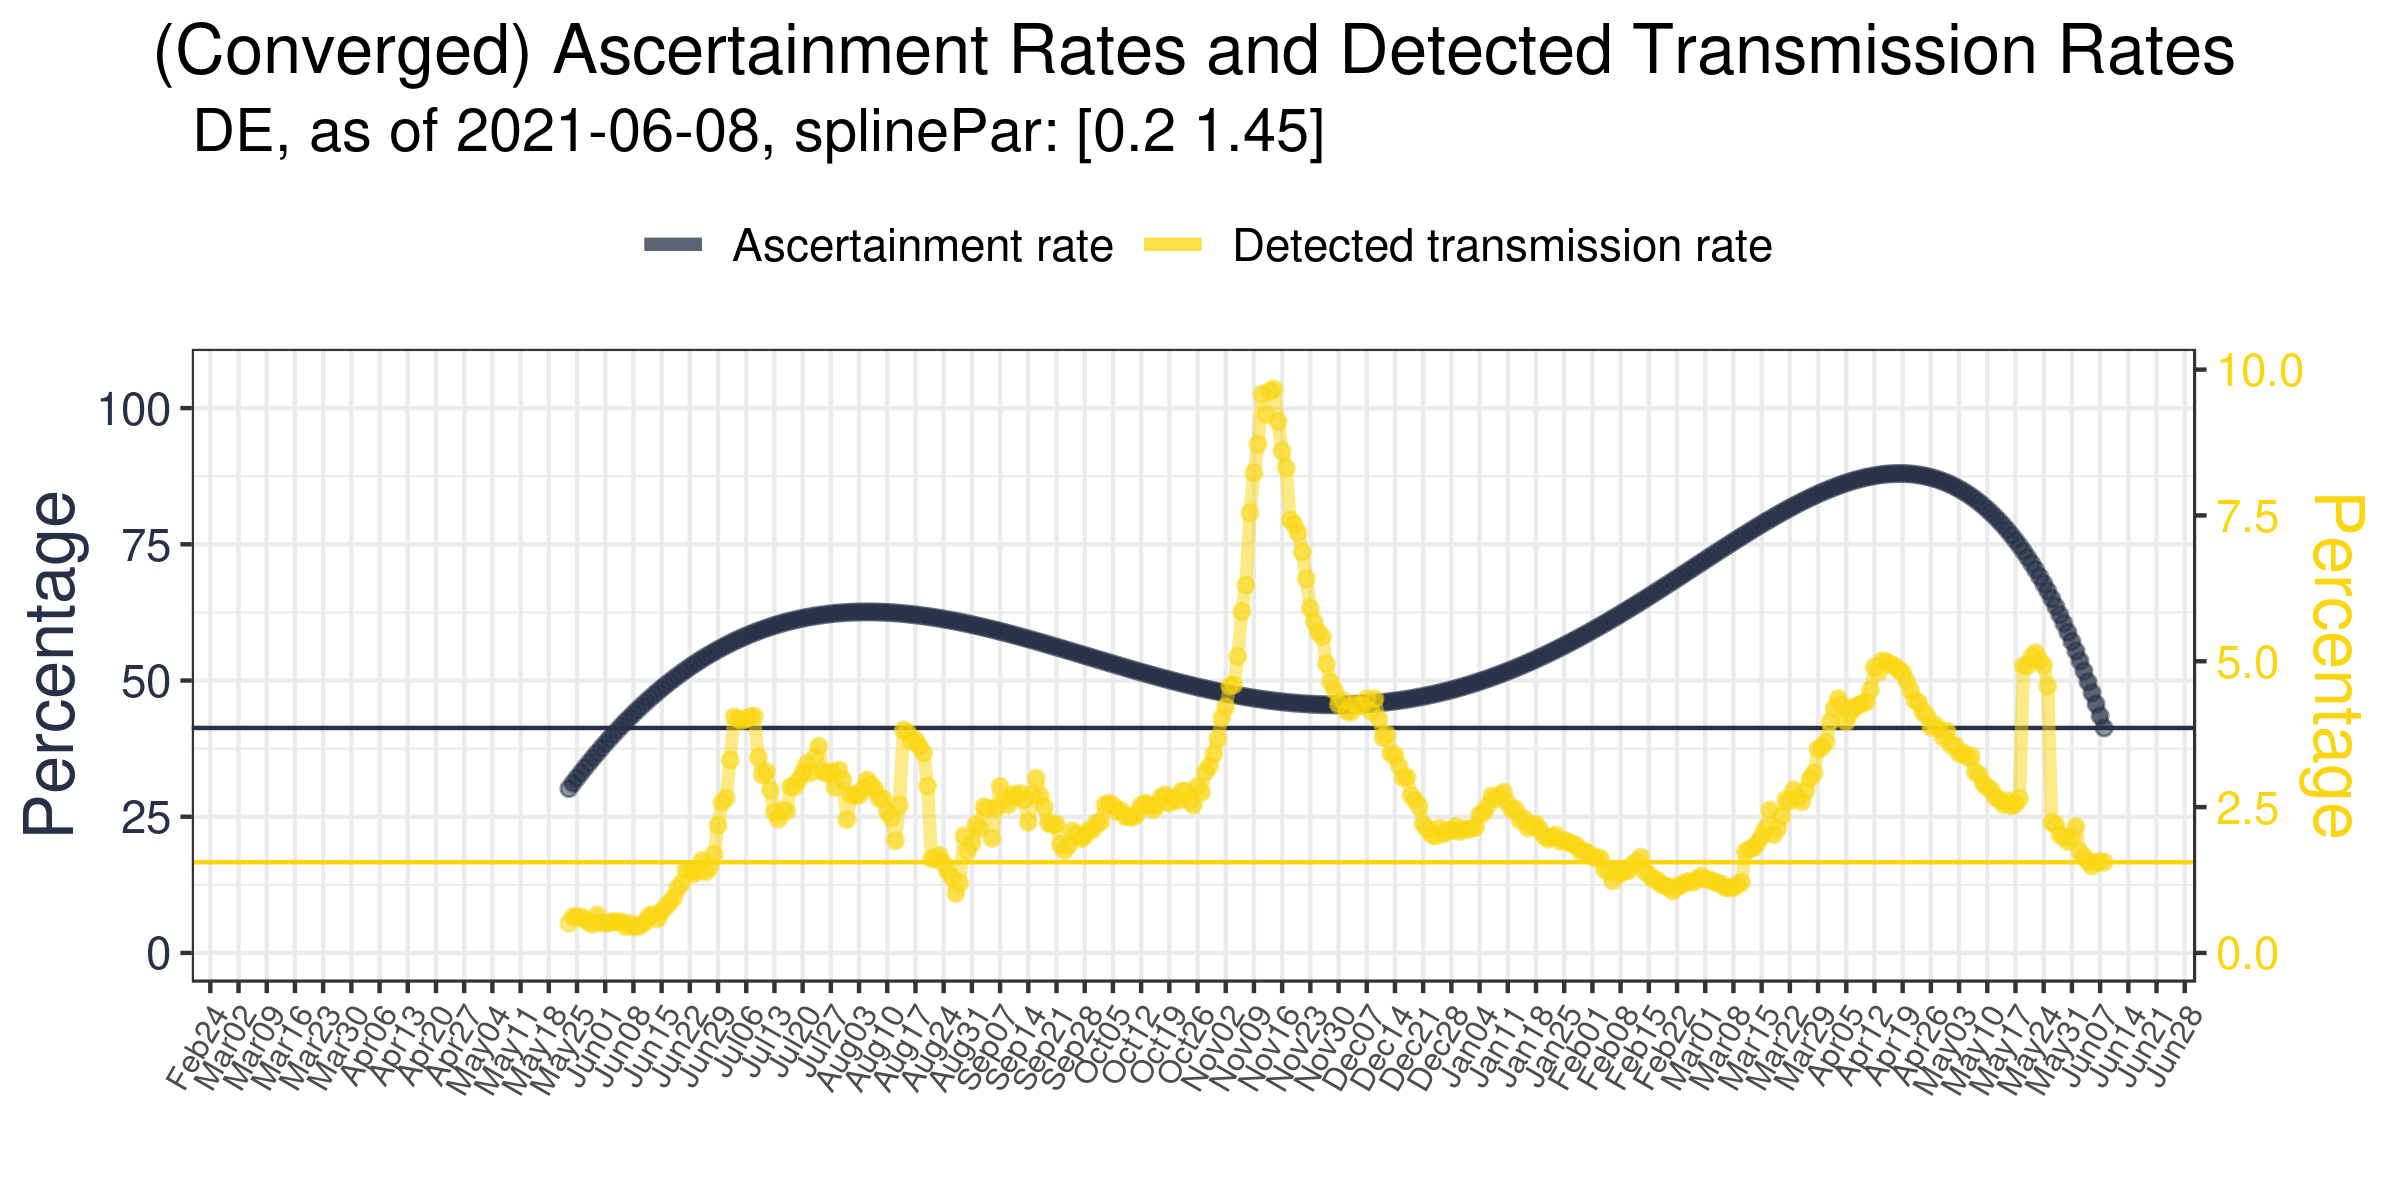 (Converged) Ascertainment Rates and Detected Transmission Rates
DE, as of 2021-06-08, splinePar: [0.2 1.45]
Ascertainment rate
Detected transmission rate
Percentage
100
75
50
25
0
10.0
7.5
5.0
2.5
0.0
Percentage
Feb24
Mar02
Mar09
Mar16
Mar23
Mar30
Apr06
Apr13
Apr20
Apr27
May04
May11
May18
May25
Jun01
Jun08
Jun15
Jun22
Jun29
Jul06
Jul13
Jul20
Jul27
Aug03
Aug10
Aug17
Aug24
Aug31
Sep07
Sep14
Sep21
Sep28
Oct05
Oct12
Oct19
Oct26
Nov02
Nov09
Nov16
Nov23
Nov30
Dec07
Dec14
Dec21
Dec28
Jan04
Jan11
Jan18
Jan25
Feb01
Feb08
Feb15
Feb22
Mar01
Mar08
Mar15
Mar22
Mar29
Apr05
Apr12
Apr19
Apr26
May03
May10
May17
May24
May31
Jun07
Jun14
Jun21
Jun28